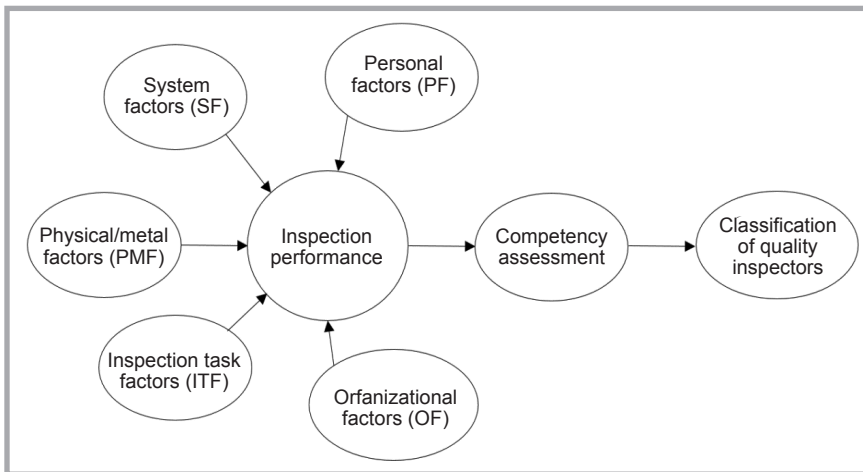 System
factors (SF)
Personal
factors (PF)
Physical/metal
factors (PMF)
Inspection
performance
Competency
assessment
Classification
of quality
inspectors
Inspection task
factors (ITF)
Orfanizational
factors (OF)